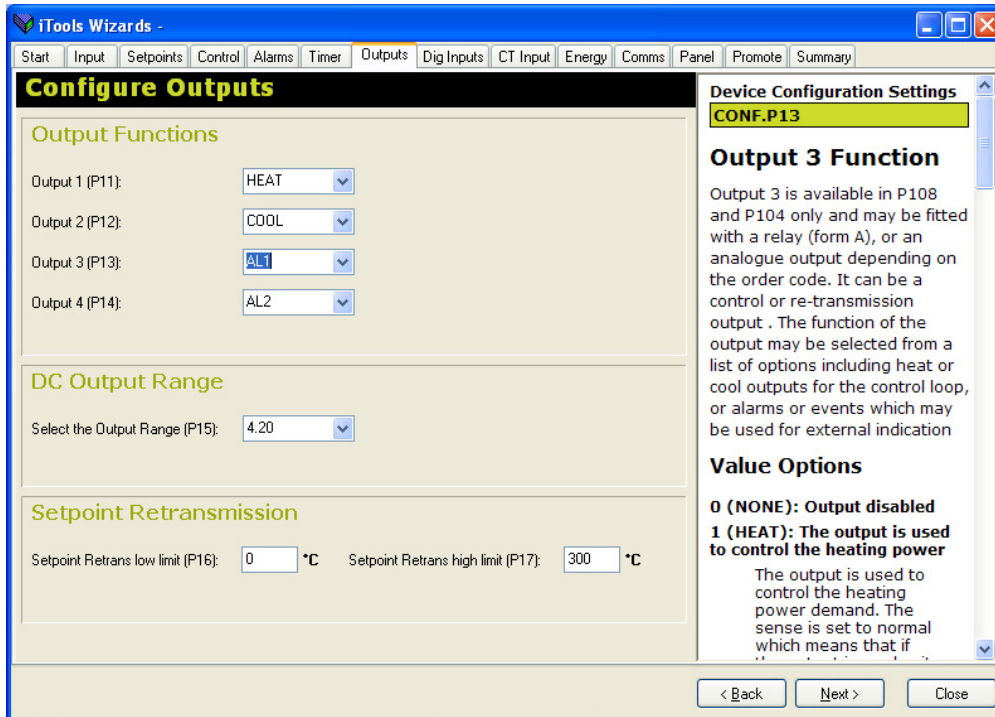 iTools Wizards -
Start Input Setpoints Control Alarms Timer Outputs Dig Inputs CT Input Energy Comms Panel Promote Summary
Configure Outputs
Output Functions
Output 1 (P11): HEAT
Output 2 (P12): COOL
Output 3 (P13): AL1
Output 4 (P14): AL2
DC Output Range
Select the Output Range (P15): 4.20
Setpoint Retransmission
Setpoint Retrans low limit (P16): 0 °C Setpoint Retrans high limit (P17): 300 °C
Device Configuration Settings
CONF.P13
Output 3 Function
Output 3 is available in P108
and P104 only and may be fitted
with a relay (form A), or an
analogue output depending on
the order code. It can be a
control or re-transmission
output . The function of the
output may be selected from a
list of options including heat or
cool outputs for the control loop,
or alarms or events which may
be used for external indication
Value Options
0 (NONE): Output disabled
1 (HEAT): The output is used
to control the heating power
The output is used to
control the heating
power demand. The
sense is set to normal
which means that if
< Back Next > Close